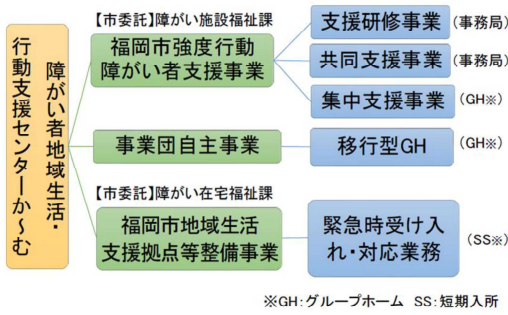 障がい者地域生活・
行動支援センターか～む
【市委託】障がい施設福祉課
福岡市強度行動
障がい者支援事業
支援研修事業
(事務局)
共同支援事業
(事務局)
集中支援事業
(GH※)
事業団自主事業
移行型GH
(GH※)
【市委託】障がい在宅福祉課
福岡市地域生活
支援拠点等整備事業
緊急時受け入
れ・対応業務
(SS※)
※GH:グループホーム SS:短期入所